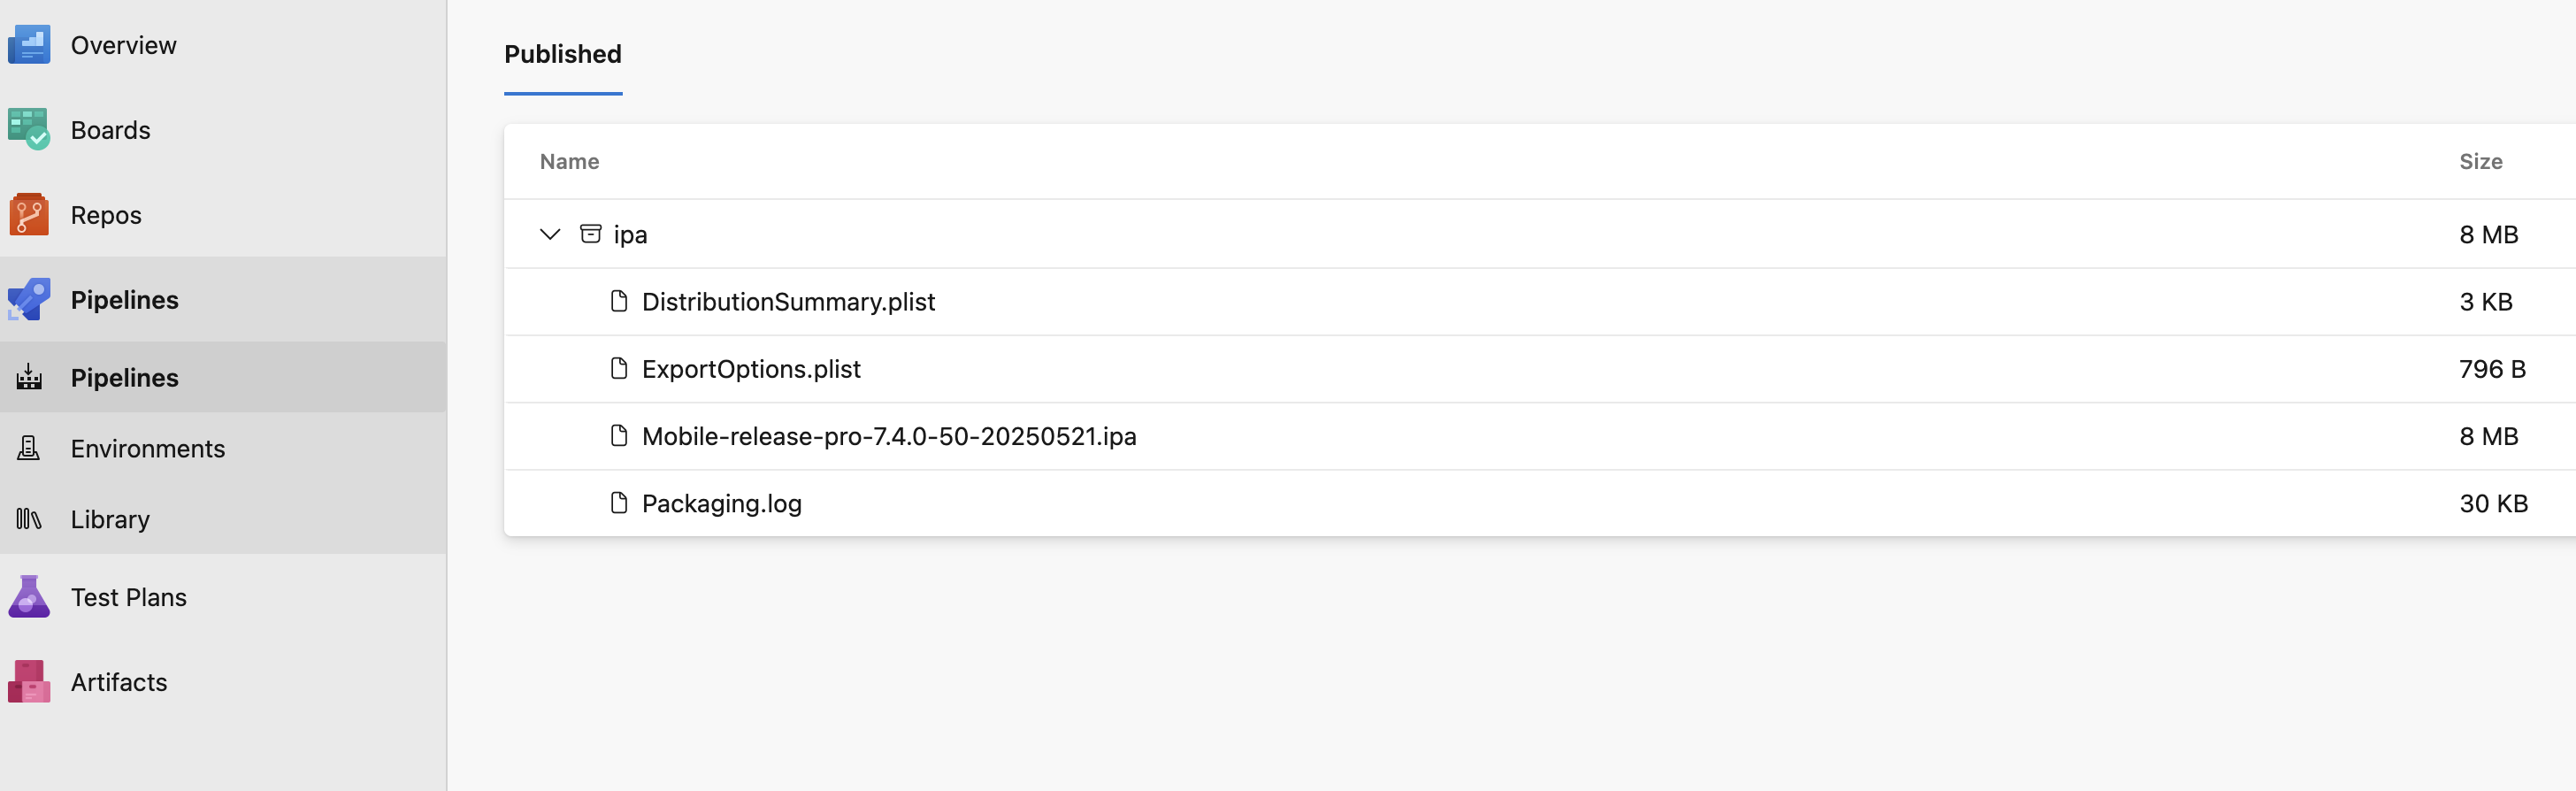 Overview
Boards
Repos
Pipelines
Pipelines
Environments
Library
Test Plans
Artifacts
Published
Name Size
ipa 8 MB
DistributionSummary.plist 3 KB
ExportOptions.plist 796 B
Mobile-release-pro-7.4.0-50-20250521.ipa 8 MB
Packaging.log 30 KB